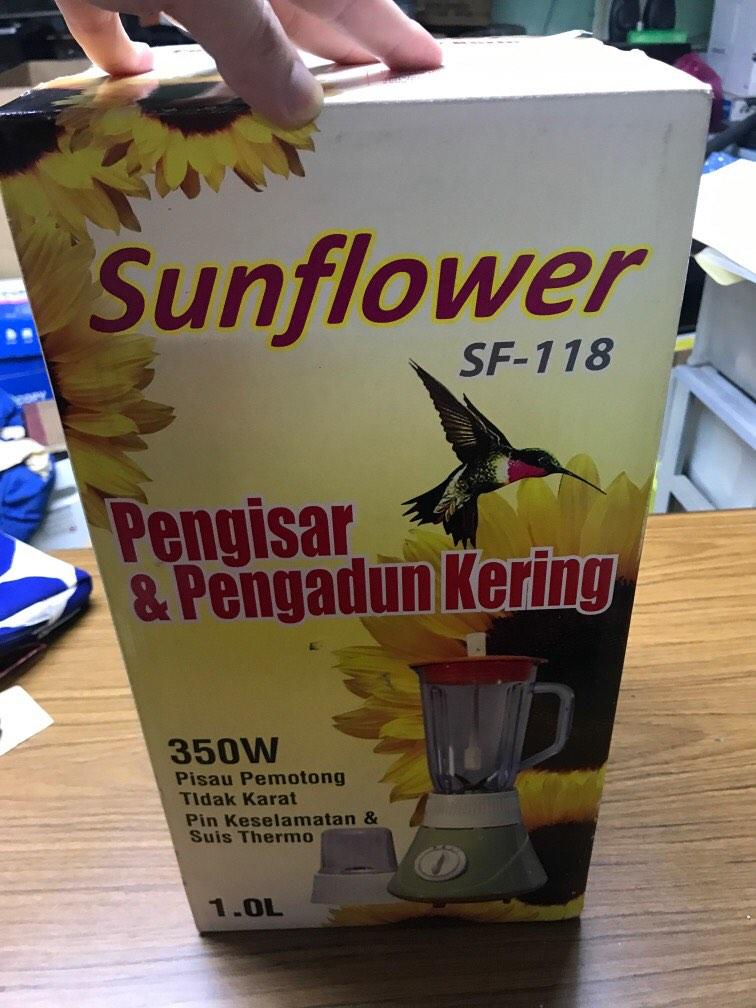 Sunflower
SF-118
Pengisar
& Pengadun Kering
350W
Pisau Pemotong
TIdak Karat
Pin Keselamatan &
Suis Thermo
1.0L